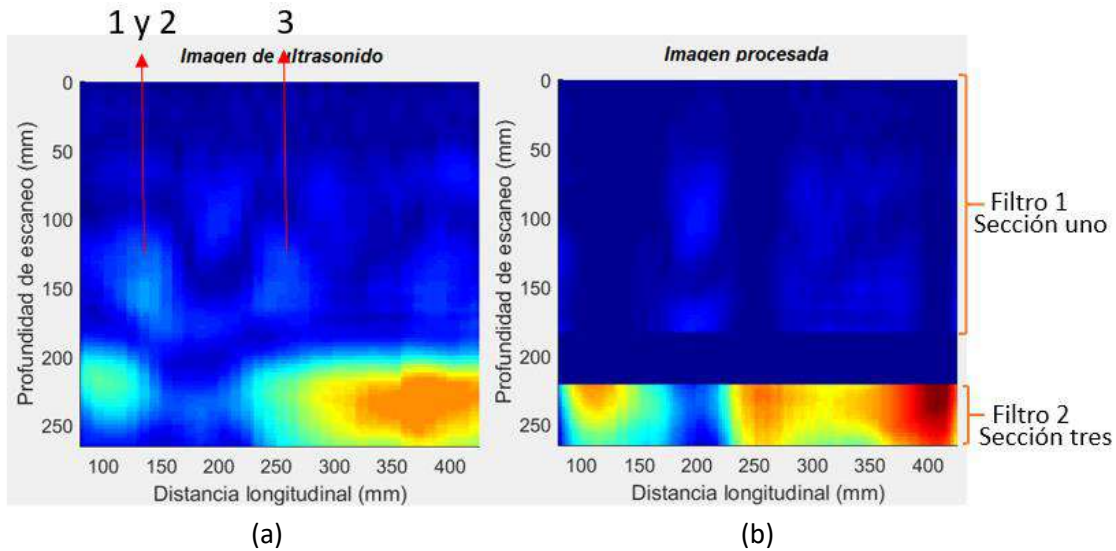 1 y 2
3
Imagen de ultrasonido
Profundidad de escaneo (mm)
0
50
100
150
200
250
100
150
200
250
300
350
400
Distancia longitudinal (mm)
(a)
Imagen procesada
Profundidad de escaneo (mm)
0
50
100
150
200
250
100
150
200
250
300
350
400
Distancia longitudinal (mm)
(b)
Filtro 1
Sección uno
Filtro 2
Sección tres